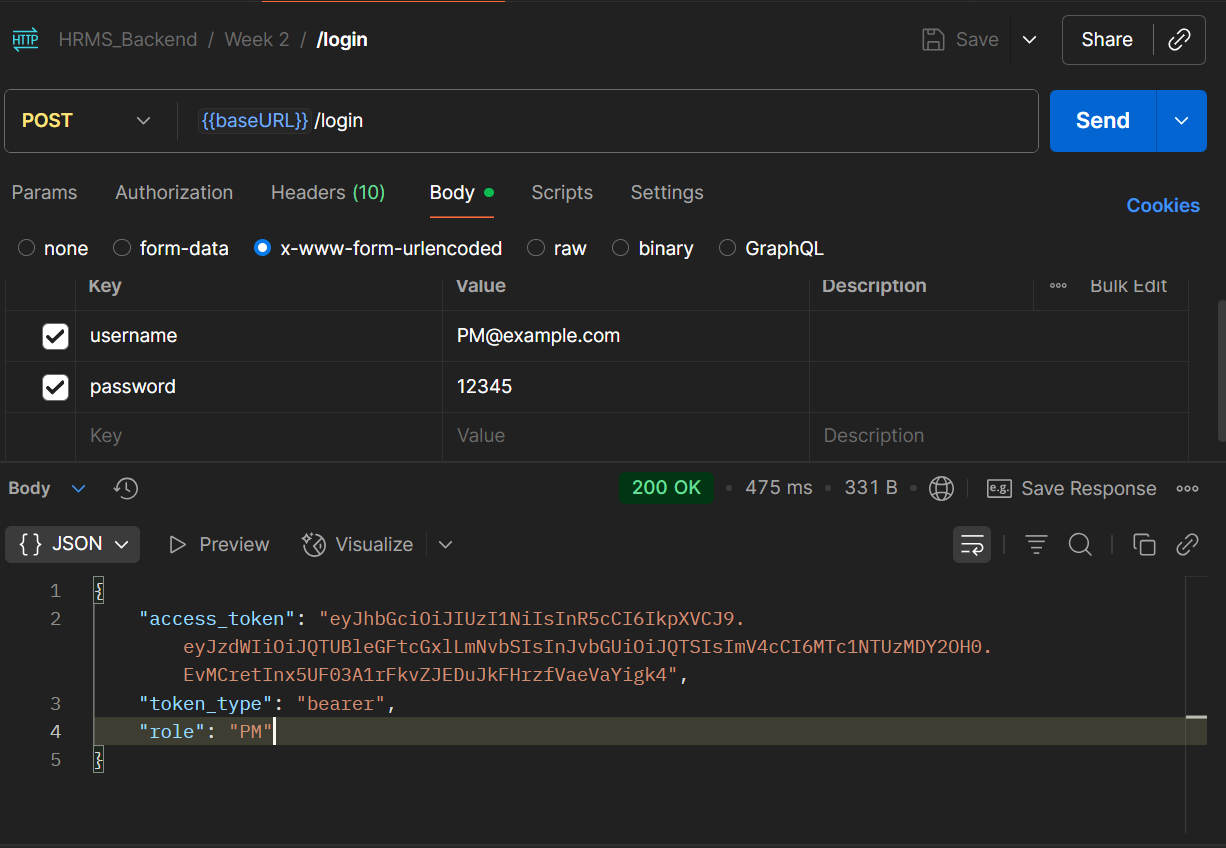 HTTP HRMS_Backend / Week 2 / /login Save Share
POST {{baseURL}} /login Send
Params Authorization Headers (10) Body Scripts Settings Cookies
none form-data x-www-form-urlencoded raw binary GraphQL
Key Value Description Bulk Edit
username PM@example.com
password 12345
Key Value Description
Body 200 OK 475 ms 331 B e.g. Save Response
{} JSON Preview Visualize
1 {
2 "access_token": "eyJhbGciOiJIUzI1NiIsInR5cCI6IkpXVCJ9.
eyJzdWIiOiJQTUBleGFtcGxlLmNvbSIsInJvbGUiOiJQTSIsImV4cCI6MTc1NTUzMDY2OH0.
EvMCretInx5UF03A1rFkvZJEDuJkFHrzfVaeVaYigk4",
3 "token_type": "bearer",
4 "role": "PM"
5 }